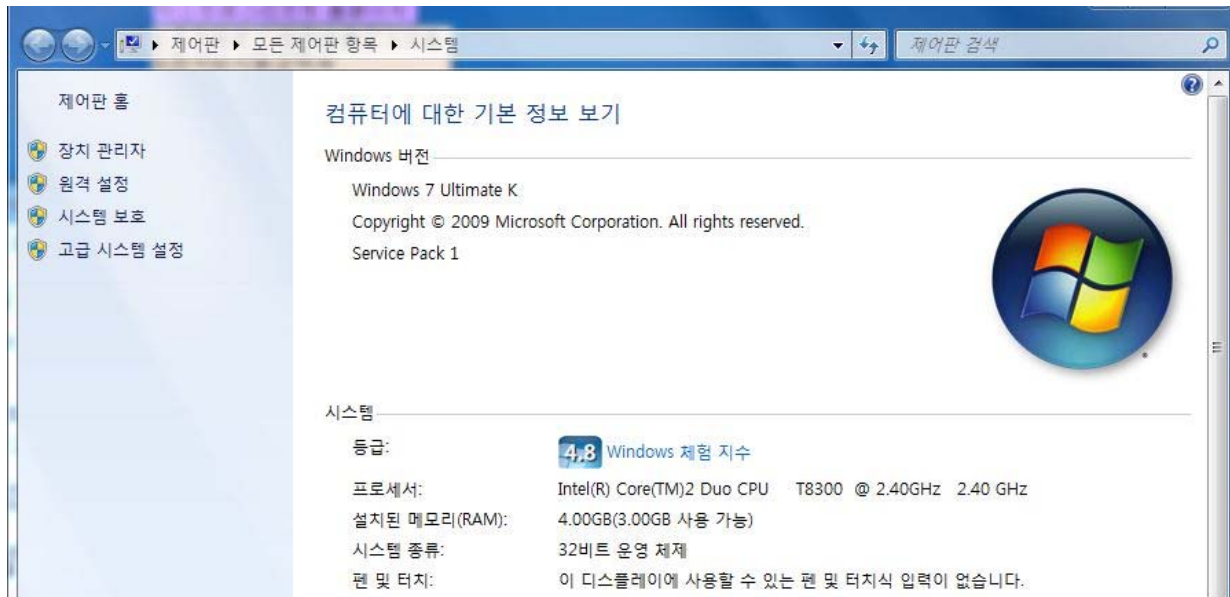 제어판 ▸ 모든 제어판 항목 ▸ 시스템
제어판 검색
제어판 홈
장치 관리자
원격 설정
시스템 보호
고급 시스템 설정
컴퓨터에 대한 기본 정보 보기
Windows 버전
Windows 7 Ultimate K
Copyright © 2009 Microsoft Corporation. All rights reserved.
Service Pack 1
시스템
등급: 4.8 Windows 체험 지수
프로세서: Intel(R) Core(TM)2 Duo CPU T8300 @ 2.40GHz 2.40 GHz
설치된 메모리(RAM): 4.00GB(3.00GB 사용 가능)
시스템 종류: 32비트 운영 체제
펜 및 터치: 이 디스플레이에 사용할 수 있는 펜 및 터치식 입력이 없습니다.